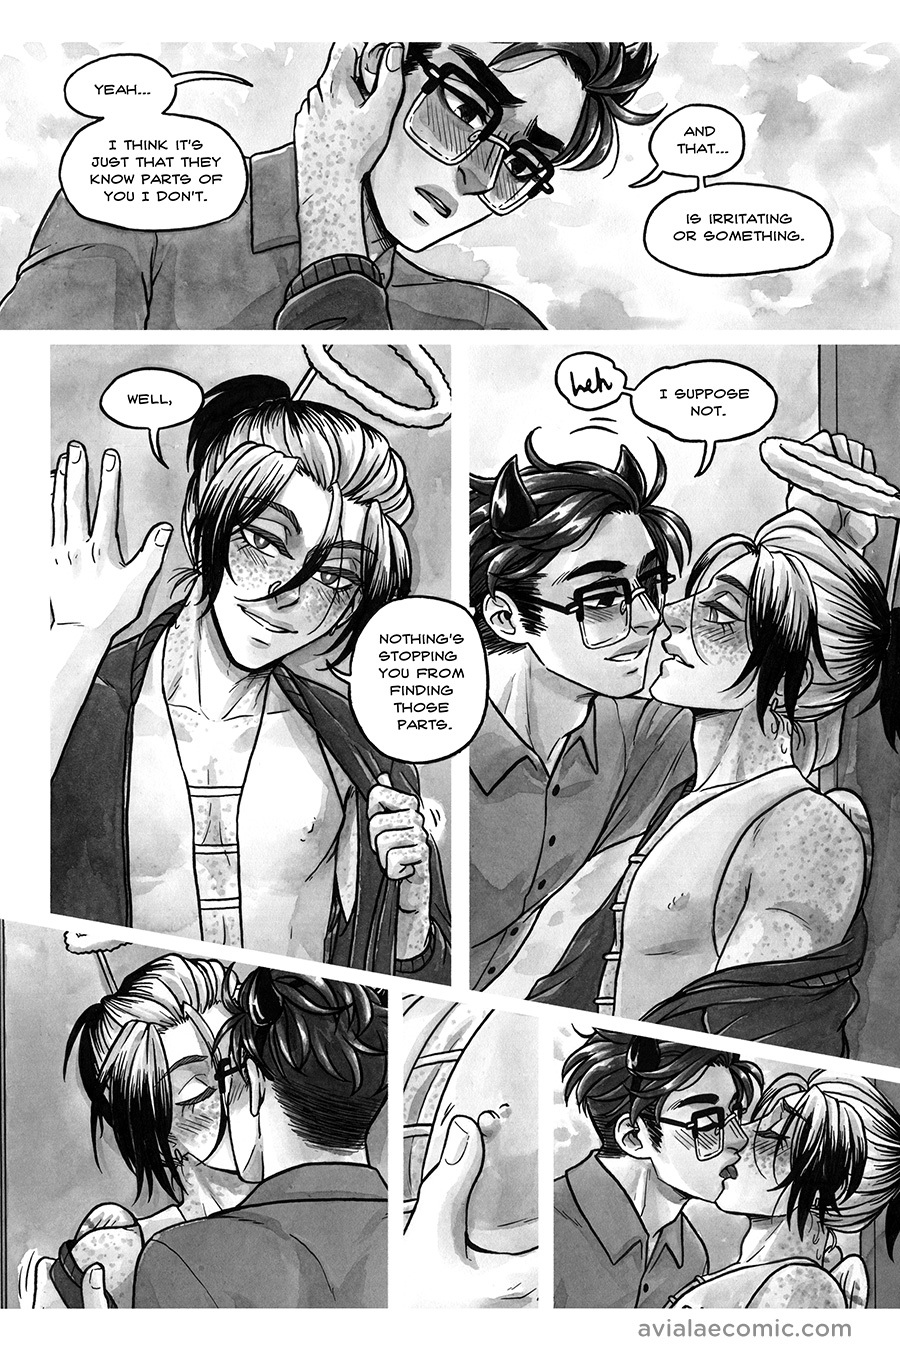 YEAH...
I THINK IT'S
JUST THAT THEY
KNOW PARTS OF
YOU I DON'T.
AND
THAT...
IS IRRITATING
OR SOMETHING.
WELL,
NOTHING'S
STOPPING
YOU FROM
FINDING
THOSE
PARTS.
heh
I SUPPOSE
NOT.
avialaecomic.com